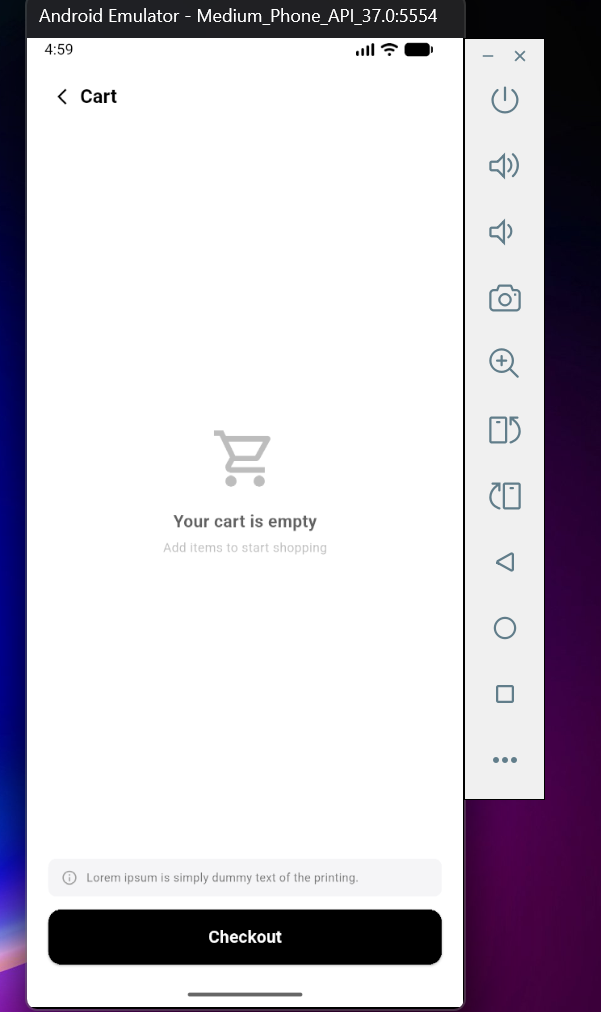 Android Emulator - Medium_Phone_API_37.0:5554
4:59
Cart
Your cart is empty
Add items to start shopping
Lorem ipsum is simply dummy text of the printing.
Checkout